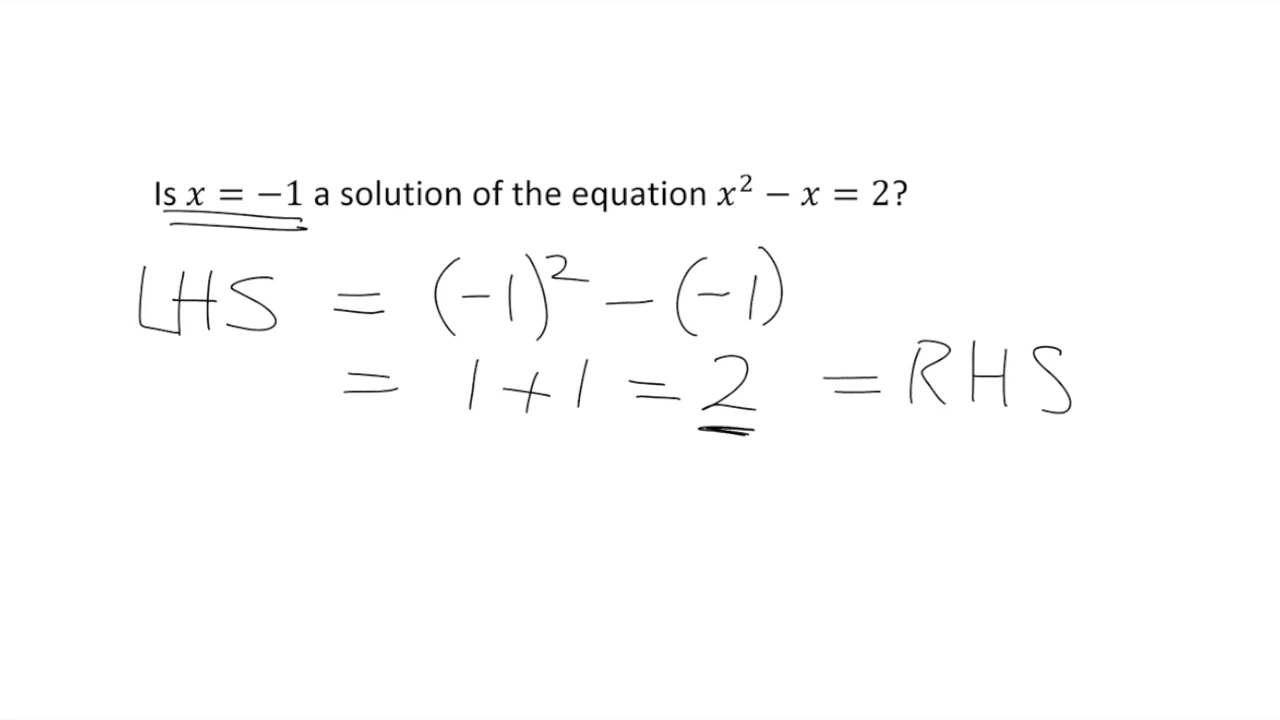 Is x = −1 a solution of the equation x² − x = 2?
LHS = (-1)² - (-1)
= 1 + 1 = 2 = RHS